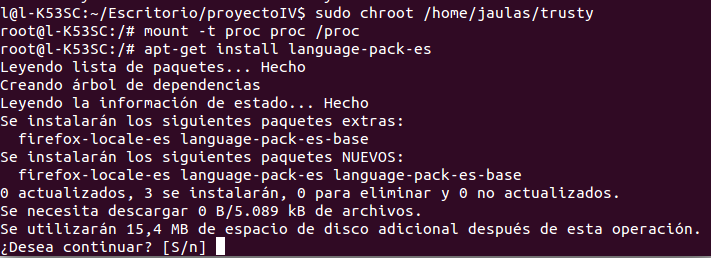 l@l-K53SC:~/Escritorio/proyectoIV$ sudo chroot /home/jaulas/trusty
root@l-K53SC:/# mount -t proc proc /proc
root@l-K53SC:/# apt-get install language-pack-es
Leyendo lista de paquetes... Hecho
Creando árbol de dependencias
Leyendo la información de estado... Hecho
Se instalarán los siguientes paquetes extras:
  firefox-locale-es language-pack-es-base
Se instalarán los siguientes paquetes NUEVOS:
  firefox-locale-es language-pack-es language-pack-es-base
0 actualizados, 3 se instalarán, 0 para eliminar y 0 no actualizados.
Se necesita descargar 0 B/5.089 kB de archivos.
Se utilizarán 15,4 MB de espacio de disco adicional después de esta operación.
¿Desea continuar? [S/n]